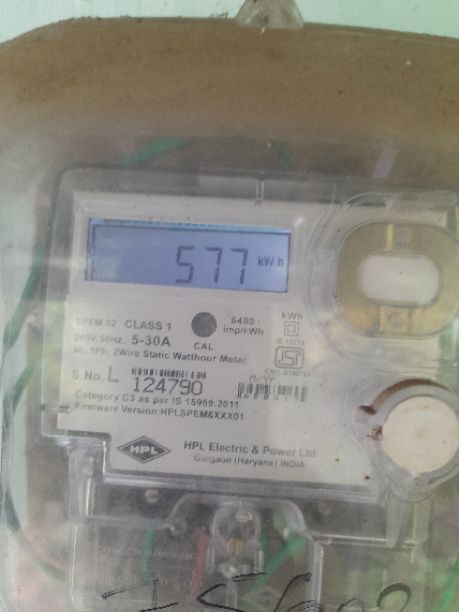 577 kWh
SPEM 02 CLASS 1
6400 imp/kWh
kWh
240V, 50Hz, 5-30A
CAL
ac, 1Ph, 2Wire Static Watthour Meter
S.No. L 124790
M/YP
Category C3 as per IS 15959:2011
Firmware Version:HPLSPEM6XXX01
HPL
HPL Electric & Power Ltd.
Gurgaon (Haryana) INDIA